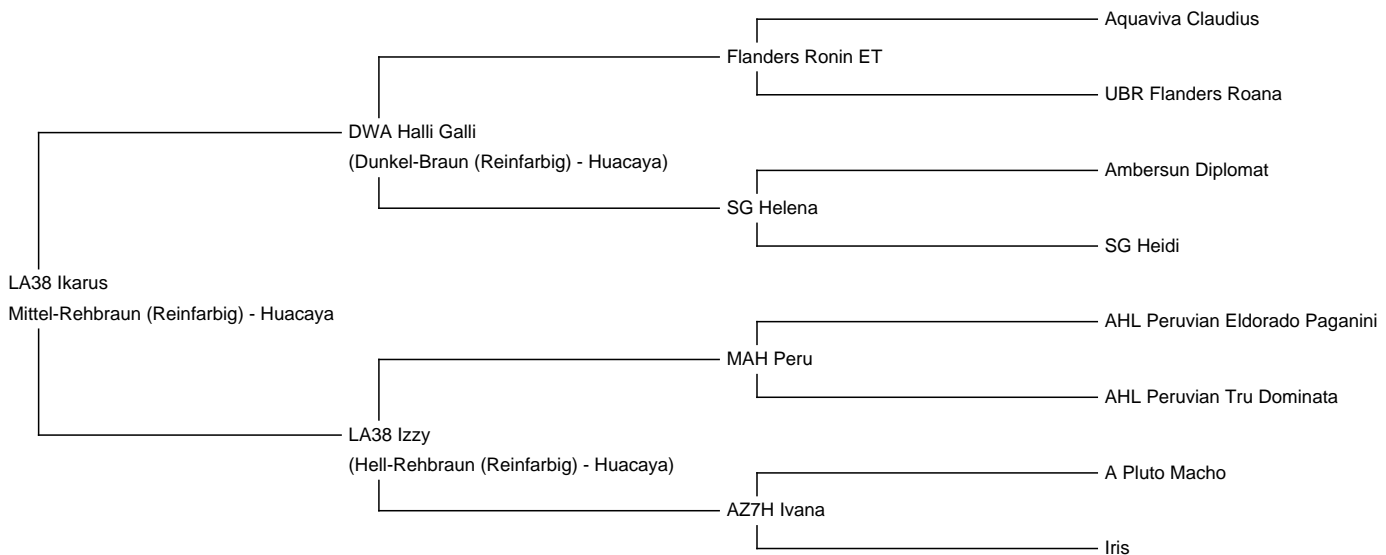 Aquaviva Claudius
Flanders Ronin ET
UBR Flanders Roana
DWA Halli Galli
(Dunkel-Braun (Reinfarbig) - Huacaya)
Ambersun Diplomat
SG Helena
SG Heidi
LA38 Ikarus
Mittel-Rehbraun (Reinfarbig) - Huacaya
AHL Peruvian Eldorado Paganini
MAH Peru
AHL Peruvian Tru Dominata
LA38 Izzy
(Hell-Rehbraun (Reinfarbig) - Huacaya)
A Pluto Macho
AZ7H Ivana
Iris